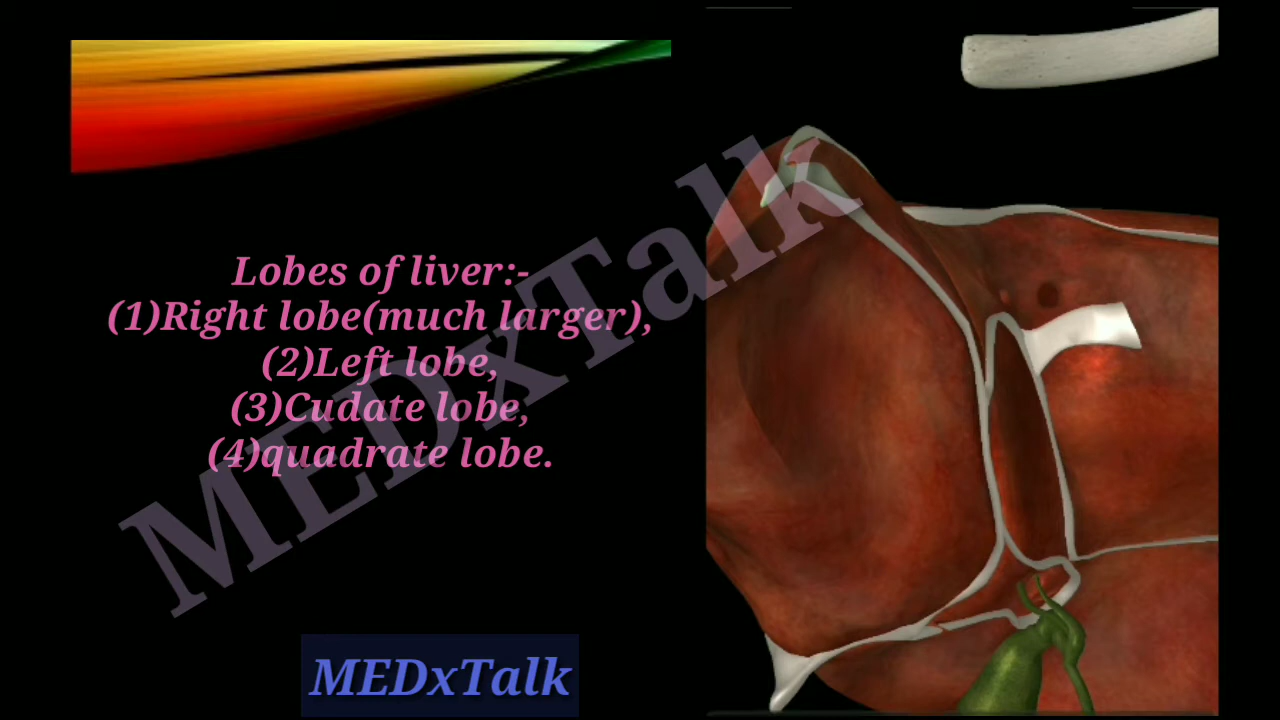 Lobes of liver:-
(1)Right lobe(much larger),
(2)Left lobe,
(3)Cudate lobe,
(4)quadrate lobe.
MEDxTalk
MEDxTalk